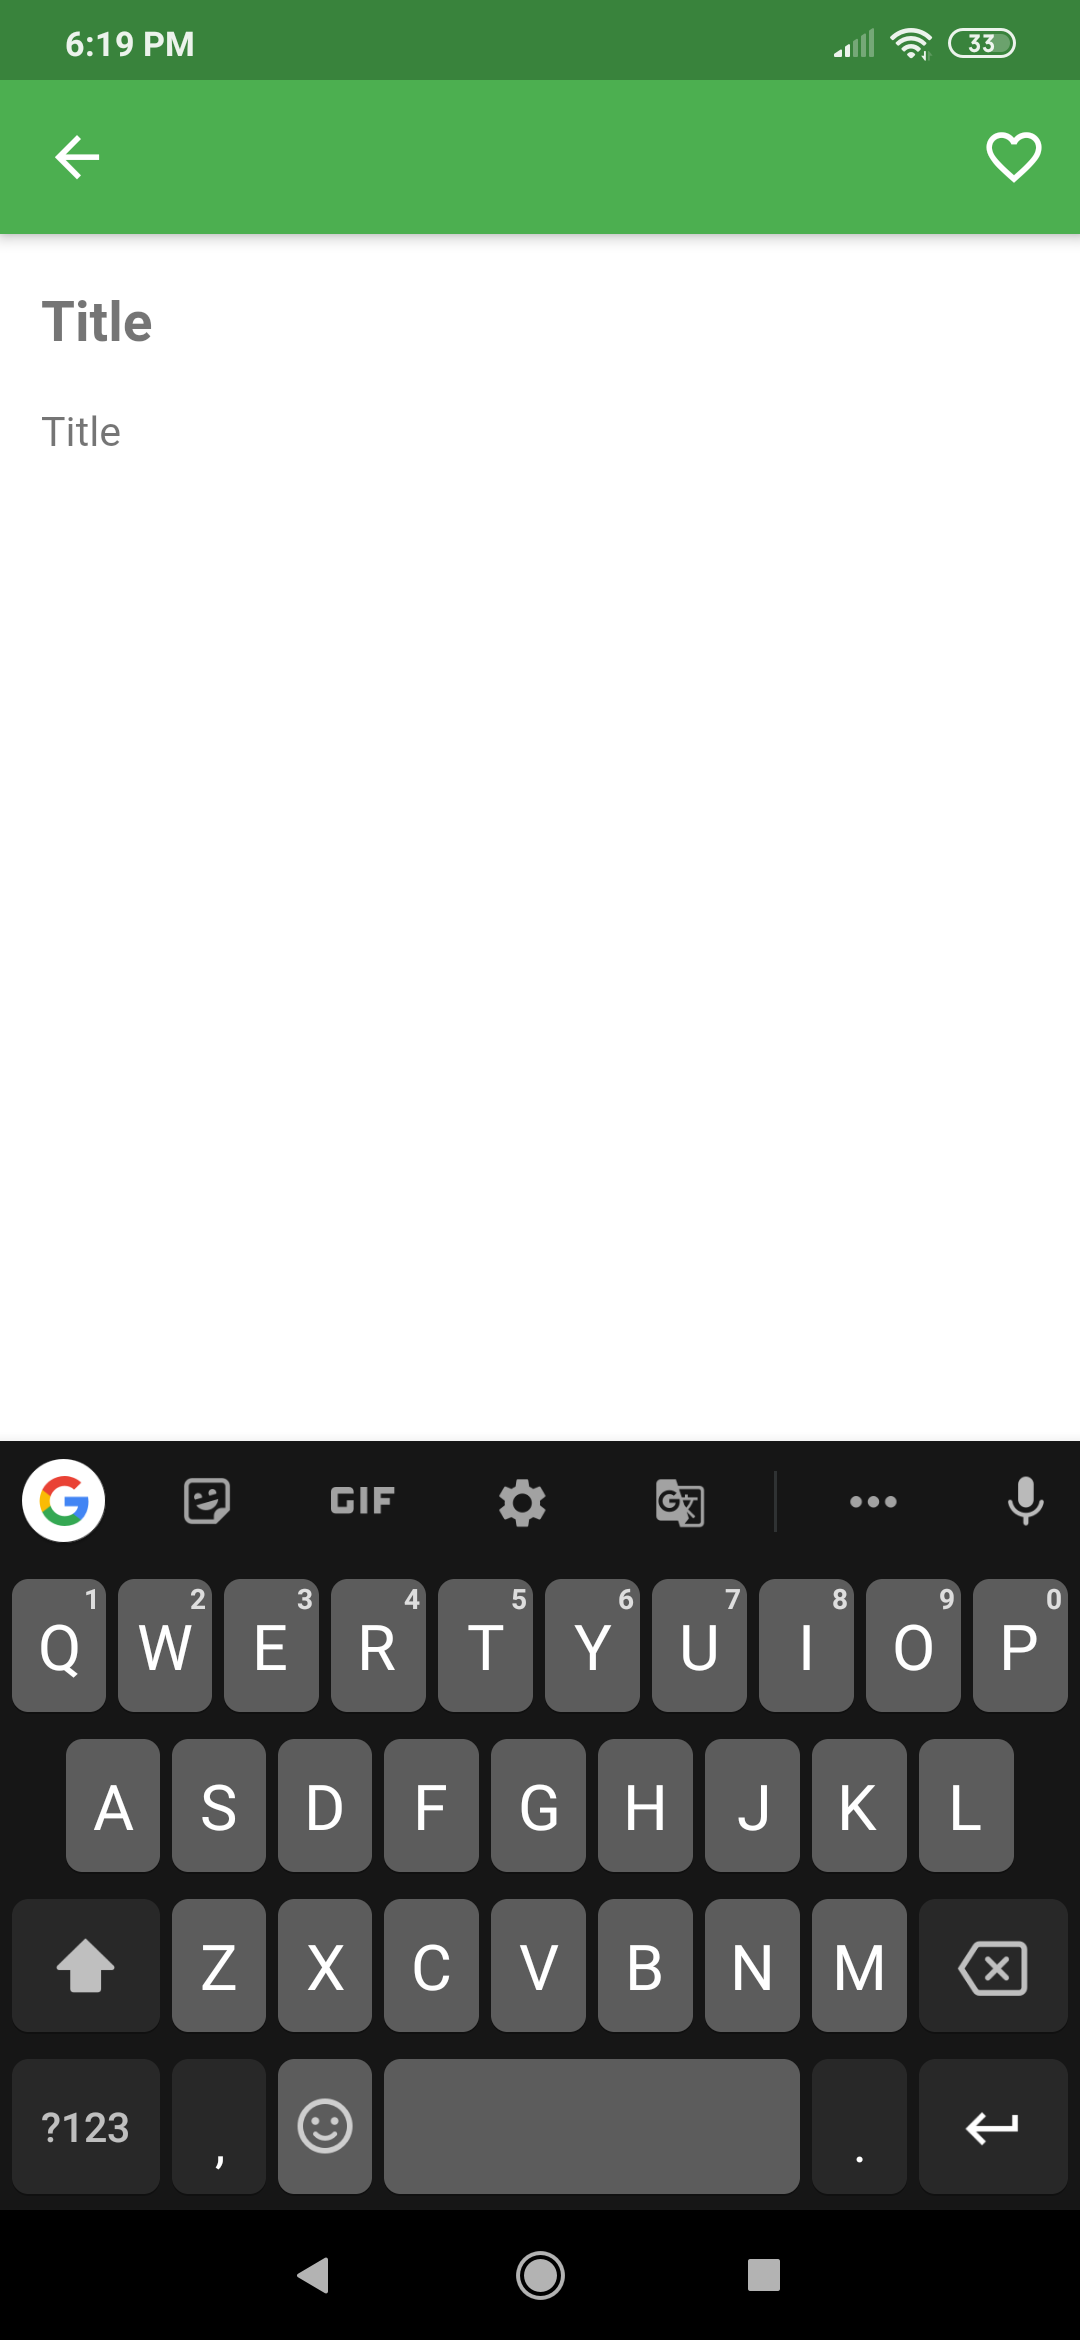 6:19 PM
33
Title
Title
GIF
1 2 3 4 5 6 7 8 9 0
Q W E R T Y U I O P
A S D F G H J K L
Z X C V B N M
?123 , .